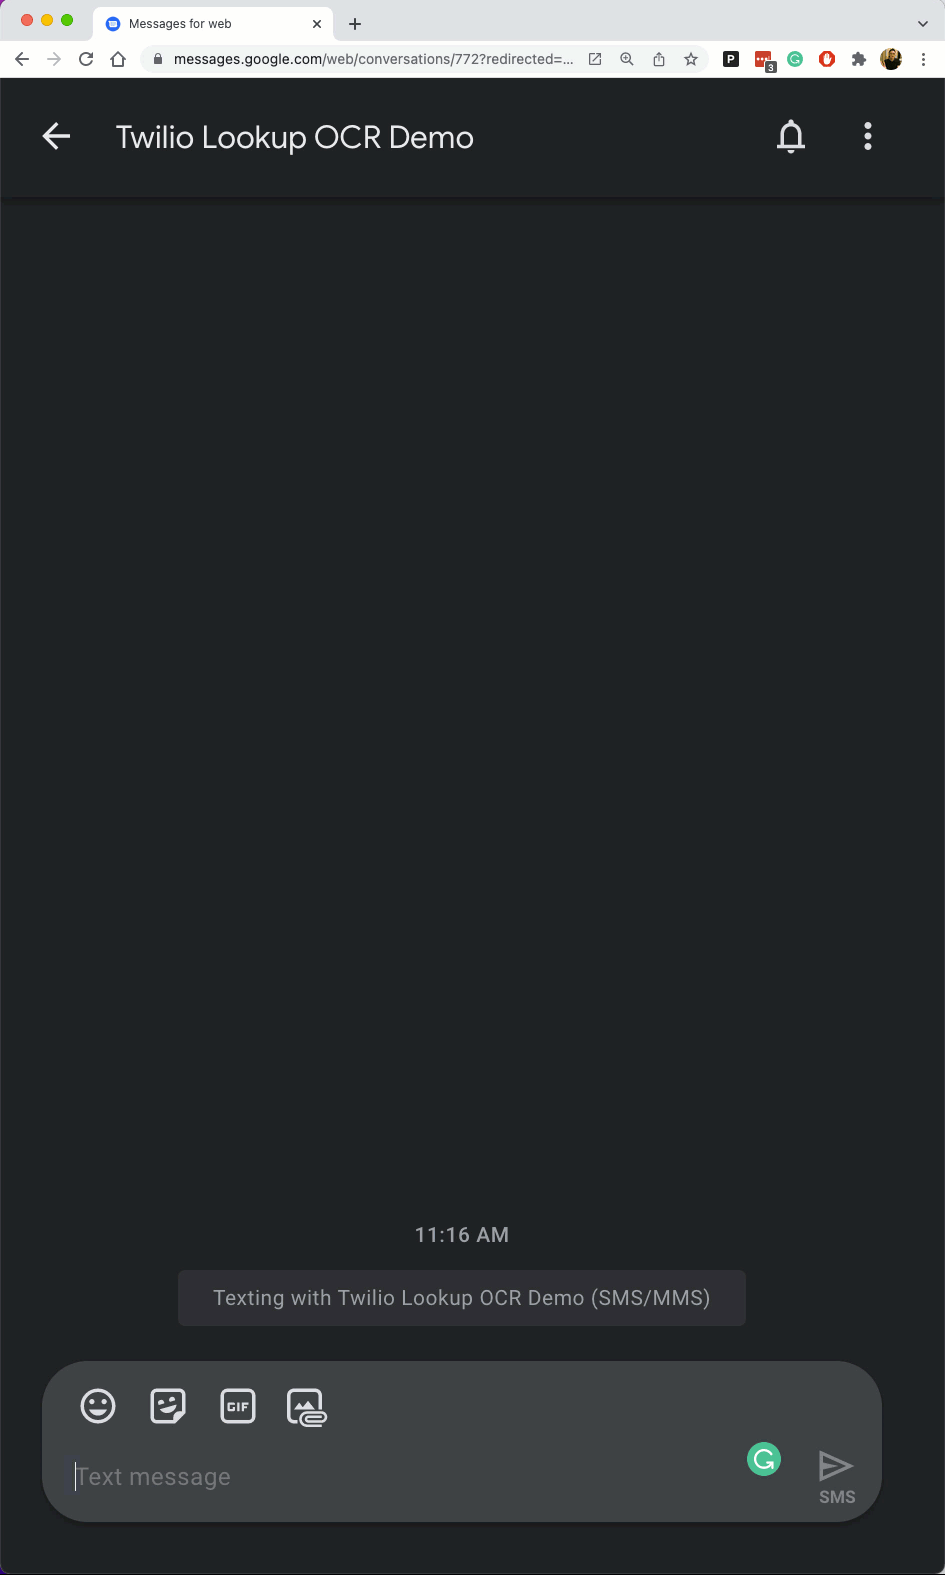 Messages for web
messages.google.com/web/conversations/772?redirected=...
P
3
Twilio Lookup OCR Demo
11:16 AM
Texting with Twilio Lookup OCR Demo (SMS/MMS)
GIF
Text message
SMS